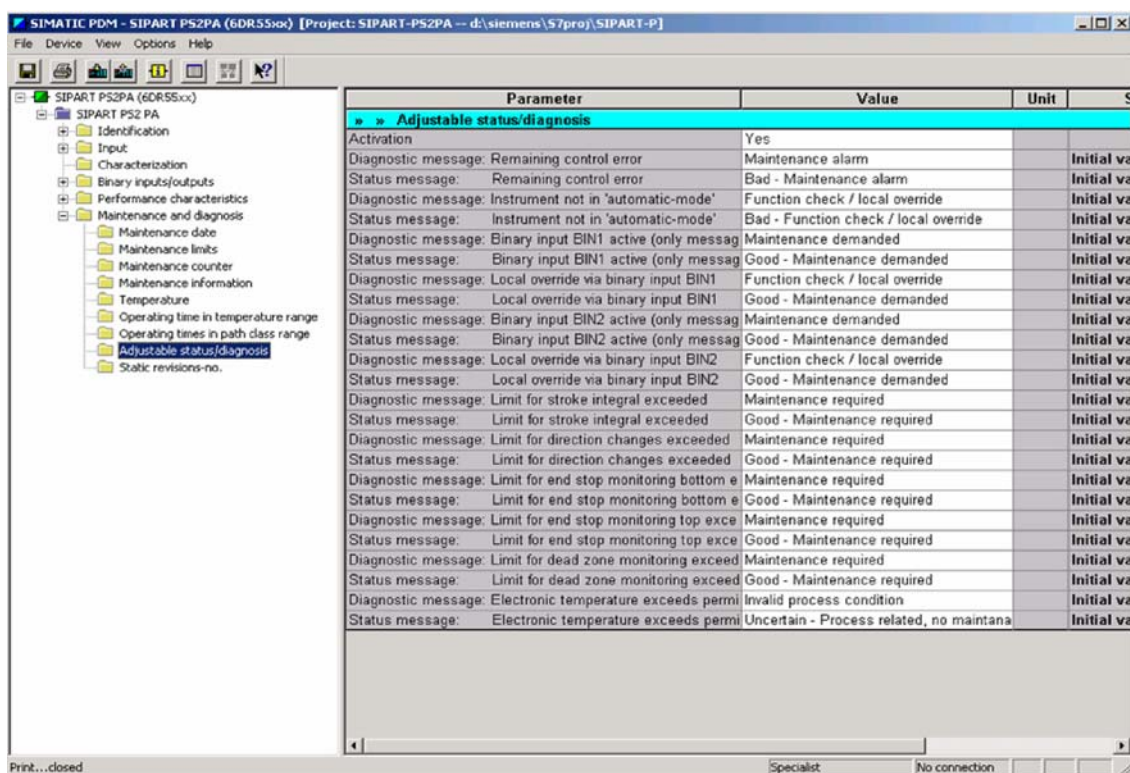 SIMATIC PDM - SIPART PS2PA (6DR55xx) [Project: SIPART-PS2PA -- d:\siemens\S7proj\SIPART-P]
File Device View Options Help
SIPART PS2PA (6DR55xx)
SIPART PS2 PA
Identification
Input
Characterization
Binary inputs/outputs
Performance characteristics
Maintenance and diagnosis
Maintenance date
Maintenance limits
Maintenance counter
Maintenance information
Temperature
Operating time in temperature range
Operating times in path class range
Adjustable status/diagnosis
Static revisions-no.
Parameter Value Unit S
» » Adjustable status/diagnosis
Activation Yes
Diagnostic message: Remaining control error Maintenance alarm Initial va
Status message: Remaining control error Bad - Maintenance alarm Initial va
Diagnostic message: Instrument not in 'automatic-mode' Function check / local override Initial va
Status message: Instrument not in 'automatic-mode' Bad - Function check / local override Initial va
Diagnostic message: Binary input BIN1 active (only messag Maintenance demanded Initial va
Status message: Binary input BIN1 active (only messag Good - Maintenance demanded Initial va
Diagnostic message: Local override via binary input BIN1 Function check / local override Initial va
Status message: Local override via binary input BIN1 Good - Maintenance demanded Initial va
Diagnostic message: Binary input BIN2 active (only messag Maintenance demanded Initial va
Status message: Binary input BIN2 active (only messag Good - Maintenance demanded Initial va
Diagnostic message: Local override via binary input BIN2 Function check / local override Initial va
Status message: Local override via binary input BIN2 Good - Maintenance demanded Initial va
Diagnostic message: Limit for stroke integral exceeded Maintenance required Initial va
Status message: Limit for stroke integral exceeded Good - Maintenance required Initial va
Diagnostic message: Limit for direction changes exceeded Maintenance required Initial va
Status message: Limit for direction changes exceeded Good - Maintenance required Initial va
Diagnostic message: Limit for end stop monitoring bottom e Maintenance required Initial va
Status message: Limit for end stop monitoring bottom e Good - Maintenance required Initial va
Diagnostic message: Limit for end stop monitoring top exce Maintenance required Initial va
Status message: Limit for end stop monitoring top exce Good - Maintenance required Initial va
Diagnostic message: Limit for dead zone monitoring exceed Maintenance required Initial va
Status message: Limit for dead zone monitoring exceed Good - Maintenance required Initial va
Diagnostic message: Electronic temperature exceeds permi Invalid process condition Initial va
Status message: Electronic temperature exceeds permi Uncertain - Process related, no maintana Initial va
Print...closed Specialist No connection